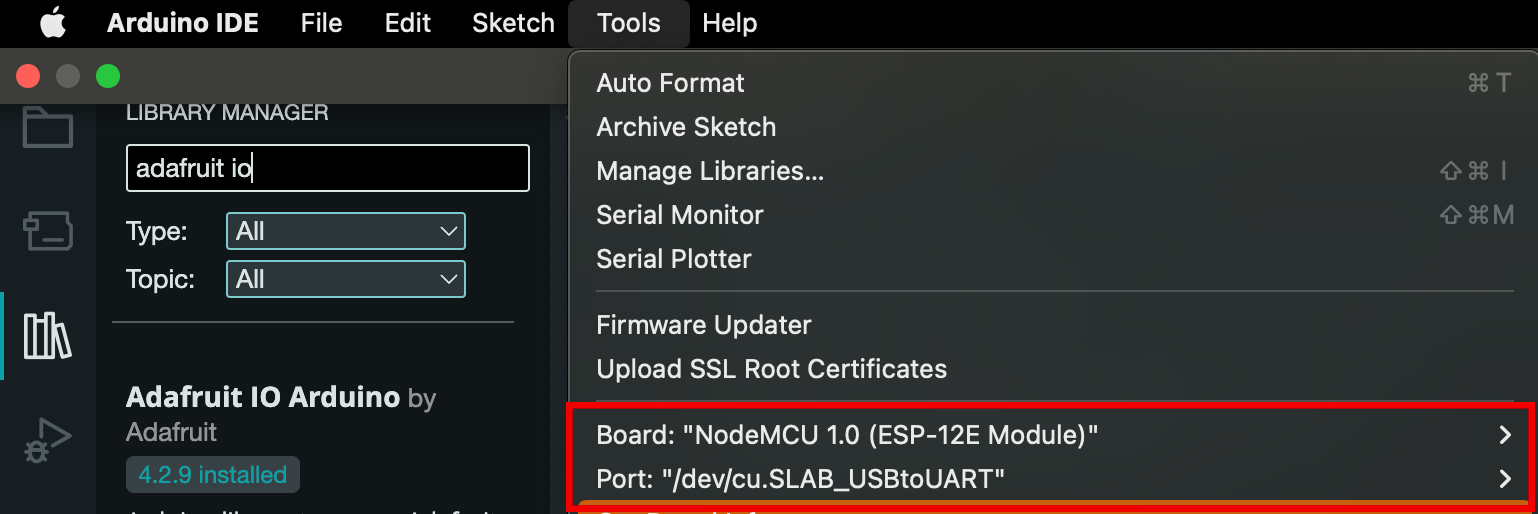 Arduino IDE File Edit Sketch Tools Help
LIBRARY MANAGER
adafruit io
Type: All
Topic: All
Adafruit IO Arduino by
Adafruit
4.2.9 installed
Auto Format ⌘ T
Archive Sketch
Manage Libraries... ⇧ ⌘ I
Serial Monitor ⇧ ⌘ M
Serial Plotter
Firmware Updater
Upload SSL Root Certificates
Board: "NodeMCU 1.0 (ESP-12E Module)"
Port: "/dev/cu.SLAB_USBtoUART"